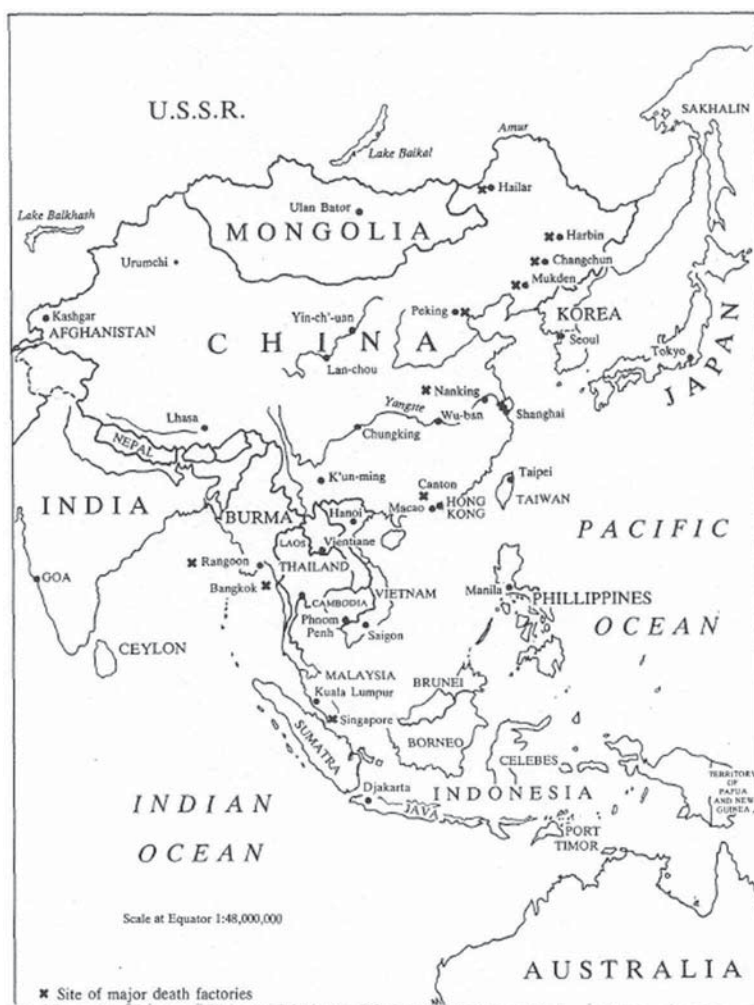 U.S.S.R.
SAKHALIN
Amur
Lake Baikal
Hailar
Lake Balkhash
Ulan Bator
MONGOLIA
Harbin
Urumchi
Changchun
Mukden
Kashgar
AFGHANISTAN
Yin-ch'-uan
Peking
KOREA
CHINA
Seoul
Tokyo
JAPAN
Lan-chou
Nanking
Lhasa
Yangste
Wu-ban
Shanghai
Chungking
NEPAL
K'un-ming
Canton
Taipei
INDIA
BURMA
Hanoi
Macao
HONG
KONG
TAIWAN
PACIFIC
LAOS
Vientiane
Rangoon
THAILAND
GOA
Bangkok
VIETNAM
Manila
CAMBODIA
PHILLIPPINES
Phnom
Penh
Saigon
OCEAN
CEYLON
MALAYSIA
BRUNEI
Kuala Lumpur
Singapore
SUMATRA
BORNEO
CELEBES
TERRITORY
OF
PAPUA
AND NEW
GUINEA
Djakarta
INDONESIA
INDIAN
JAVA
PORT
TIMOR
OCEAN
Scale at Equator 1:48,000,000
AUSTRALIA
✖ Site of major death factories